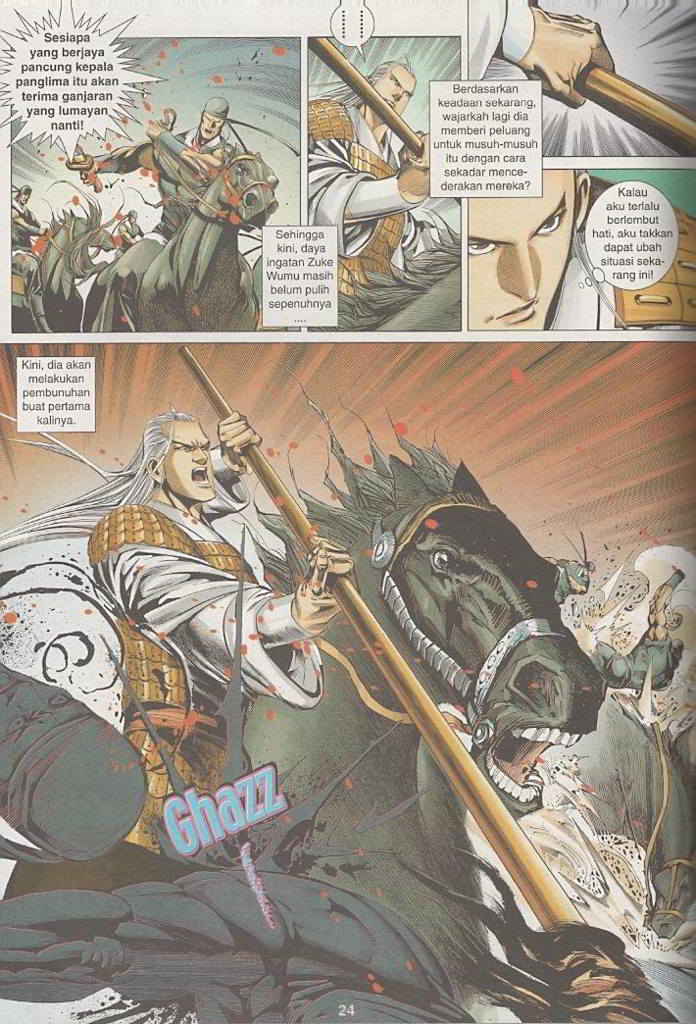 Sesiapa
yang berjaya
pancung kepala
panglima itu akan
terima ganjaran
yang lumayan
nanti!
Sehingga
kini, daya
ingatan Zuke
Wumu masih
belum pulih
sepenuhnya
....
! ! !
Berdasarkan
keadaan sekarang,
wajarkah lagi dia
memberi peluang
untuk musuh-musuh
itu dengan cara
sekadar mence-
derakan mereka?
Kalau
aku terlalu
berlembut
hati, aku takkan
dapat ubah
situasi seka-
rang ini!
Kini, dia akan
melakukan
pembunuhan
buat pertama
kalinya.
Ghazz
24